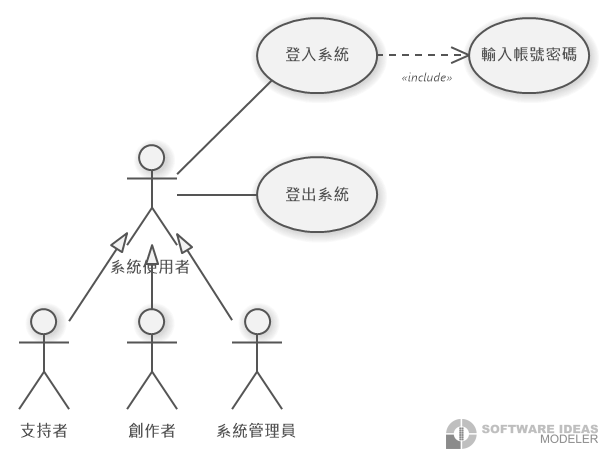 登入系統
輸入帳號密碼
«include»
登出系統
系統使用者
支持者
創作者
系統管理員
SOFTWARE IDEAS
MODELER